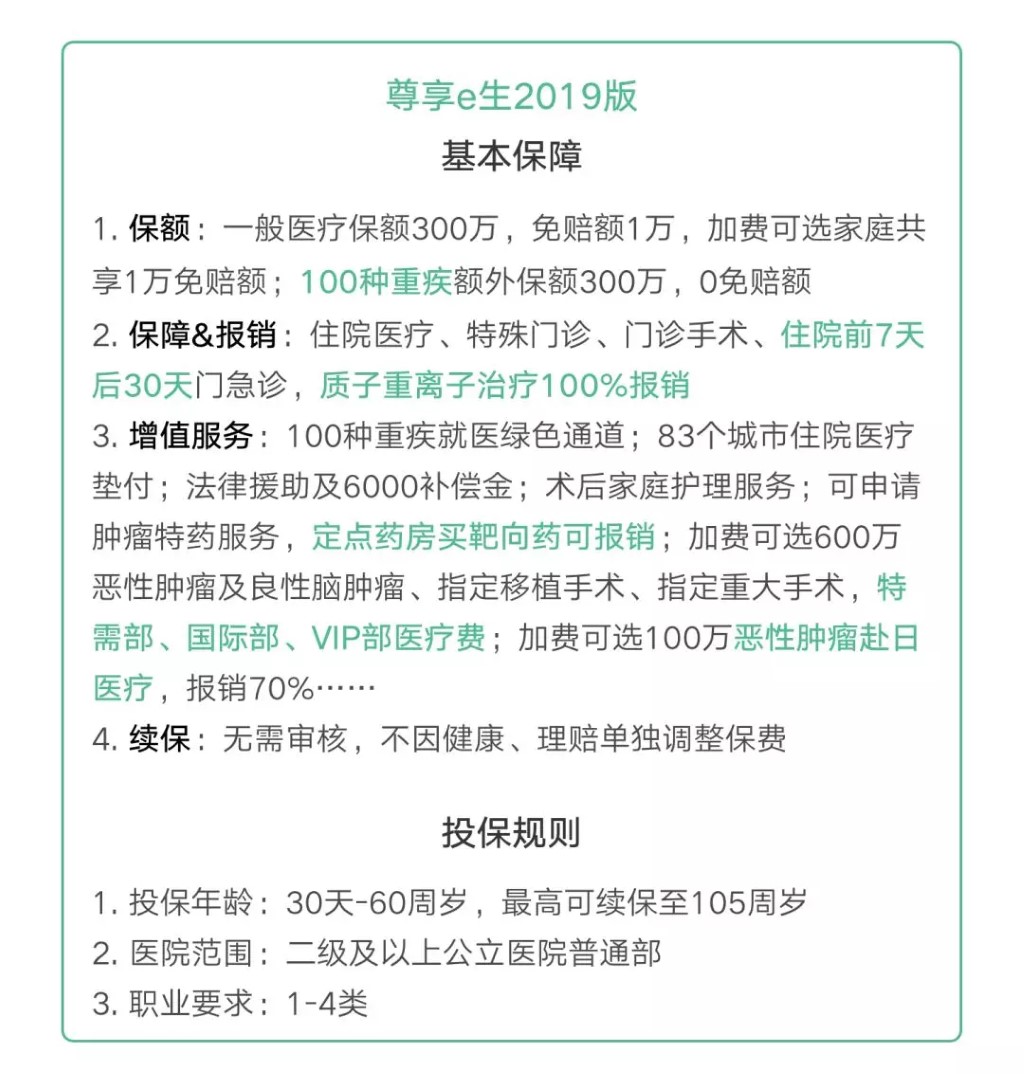 尊享e生2019版
基本保障
1. 保额：一般医疗保额300万，免赔额1万，加费可选家庭共
享1万免赔额；100种重疾额外保额300万，0免赔额
2. 保障&报销：住院医疗、特殊门诊、门诊手术、住院前7天
后30天门急诊，质子重离子治疗100%报销
3. 增值服务：100种重疾就医绿色通道；83个城市住院医疗
垫付；法律援助及6000补偿金；术后家庭护理服务；可申请
肿瘤特药服务，定点药房买靶向药可报销；加费可选600万
恶性肿瘤及良性脑肿瘤、指定移植手术、指定重大手术，特
需部、国际部、VIP部医疗费；加费可选100万恶性肿瘤赴日
医疗，报销70%……
4. 续保：无需审核，不因健康、理赔单独调整保费
投保规则
1. 投保年龄：30天-60周岁，最高可续保至105周岁
2. 医院范围：二级及以上公立医院普通部
3. 职业要求：1-4类